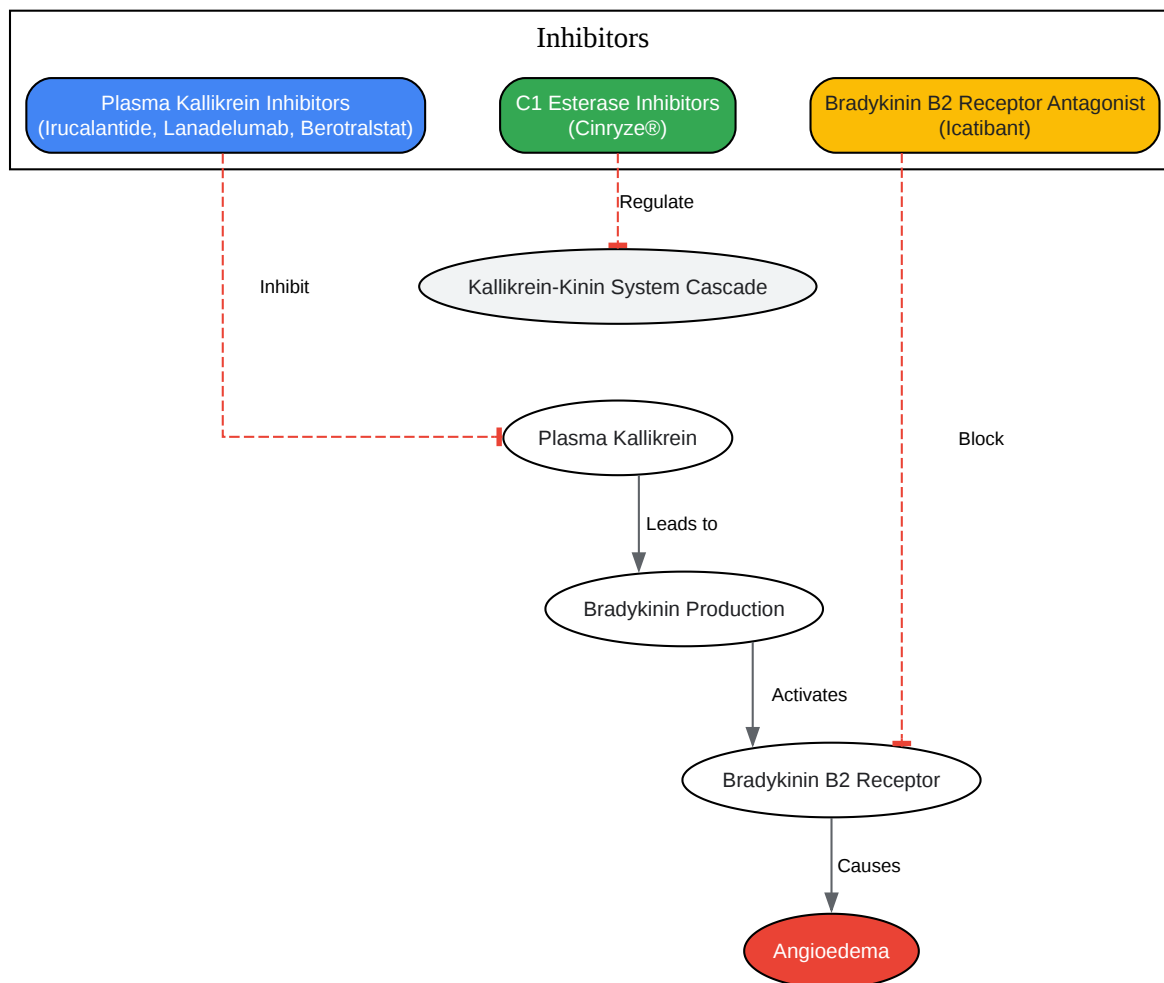 Inhibitors
Plasma Kallikrein Inhibitors
(Irucalantide, Lanadelumab, Berotralstat)
C1 Esterase Inhibitors
(Cinryze®)
Bradykinin B2 Receptor Antagonist
(Icatibant)
Regulate
Inhibit
Kallikrein-Kinin System Cascade
Plasma Kallikrein
Block
Leads to
Bradykinin Production
Activates
Bradykinin B2 Receptor
Causes
Angioedema